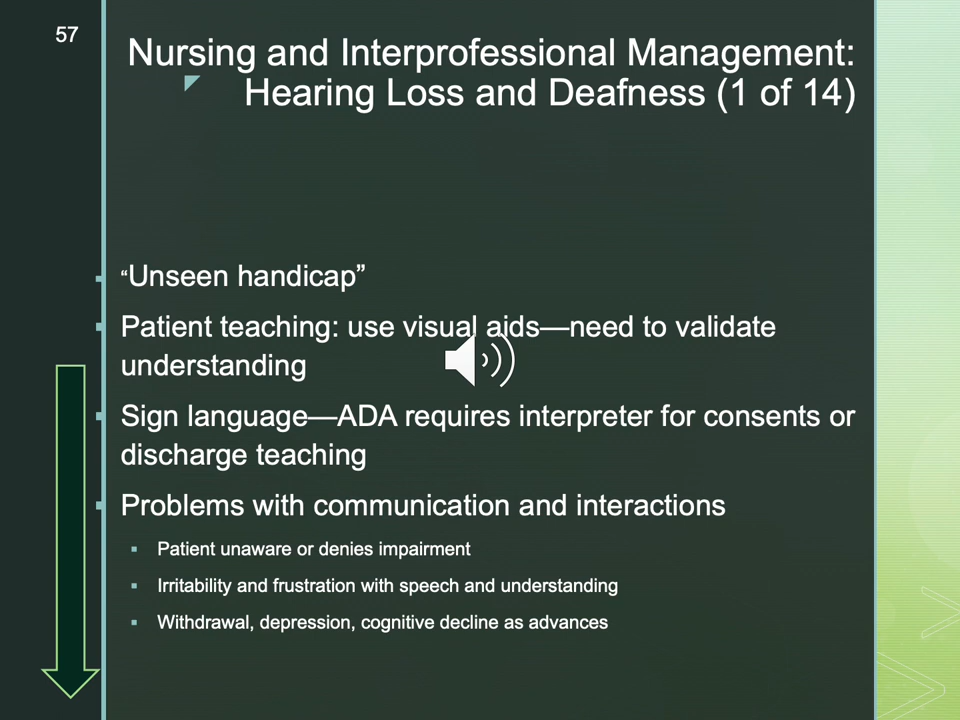 57
Nursing and Interprofessional Management:
Hearing Loss and Deafness (1 of 14)
▪ “Unseen handicap”
▪ Patient teaching: use visual aids—need to validate
understanding
▪ Sign language—ADA requires interpreter for consents or
discharge teaching
▪ Problems with communication and interactions
▪ Patient unaware or denies impairment
▪ Irritability and frustration with speech and understanding
▪ Withdrawal, depression, cognitive decline as advances